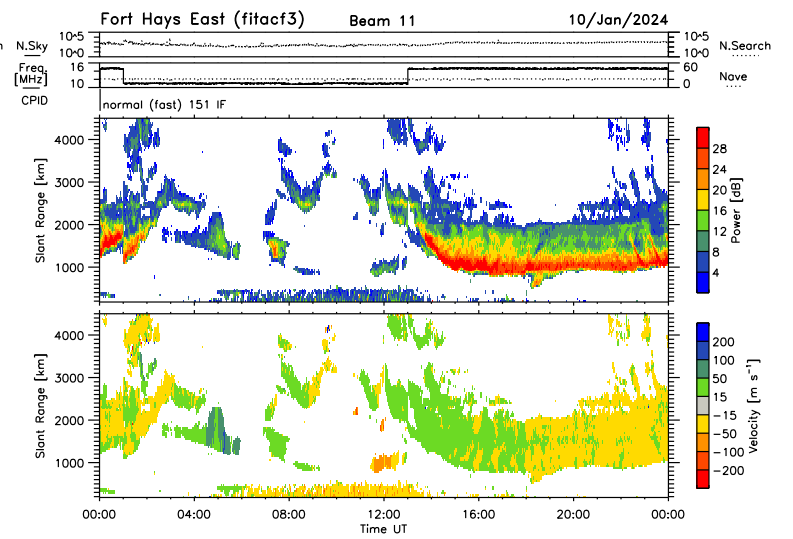 Fort Hays East (fitacf3) Beam 11 10/Jan/2024
n N.Sky 10^5 10^0 10^5 10^0 N.Search
Freq. [MHz] 16 10 60 0 Nave
CPID normal (fast) 151 IF
Slant Range [km] 4000 3000 2000 1000
28 24 20 16 12 8 4 Power [dB]
Slant Range [km] 4000 3000 2000 1000
200 100 50 15 −15 −50 −100 −200 Velocity [m s⁻¹]
00:00 04:00 08:00 12:00 16:00 20:00 00:00
Time UT